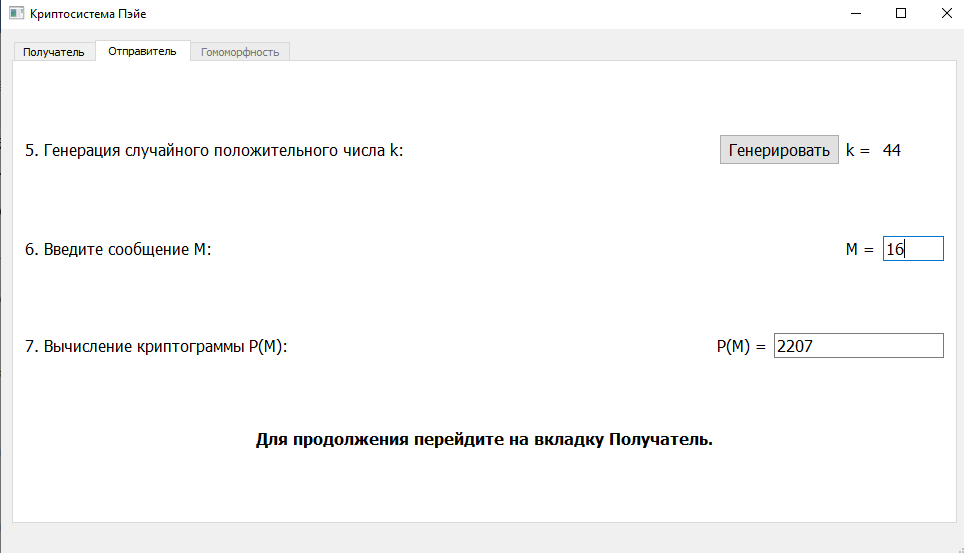 Криптосистема Пэйе
Получатель Отправитель Гомоморфность
5. Генерация случайного положительного числа k: Генерировать k = 44
6. Введите сообщение M: M = 16
7. Вычисление криптограммы P(M): P(M) = 2207
Для продолжения перейдите на вкладку Получатель.